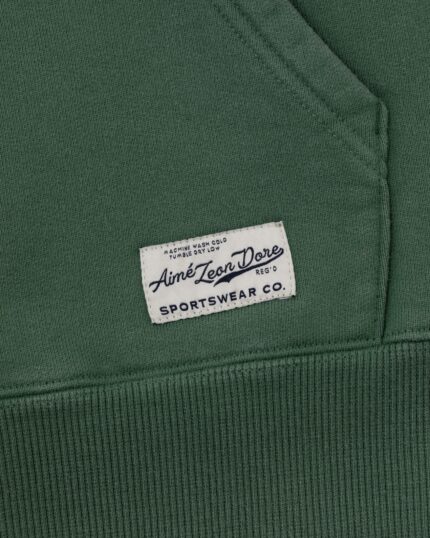 MACHINE WASH COLD
TUMBLE DRY LOW
Aimé Leon Dore
REG'D
SPORTSWEAR CO.